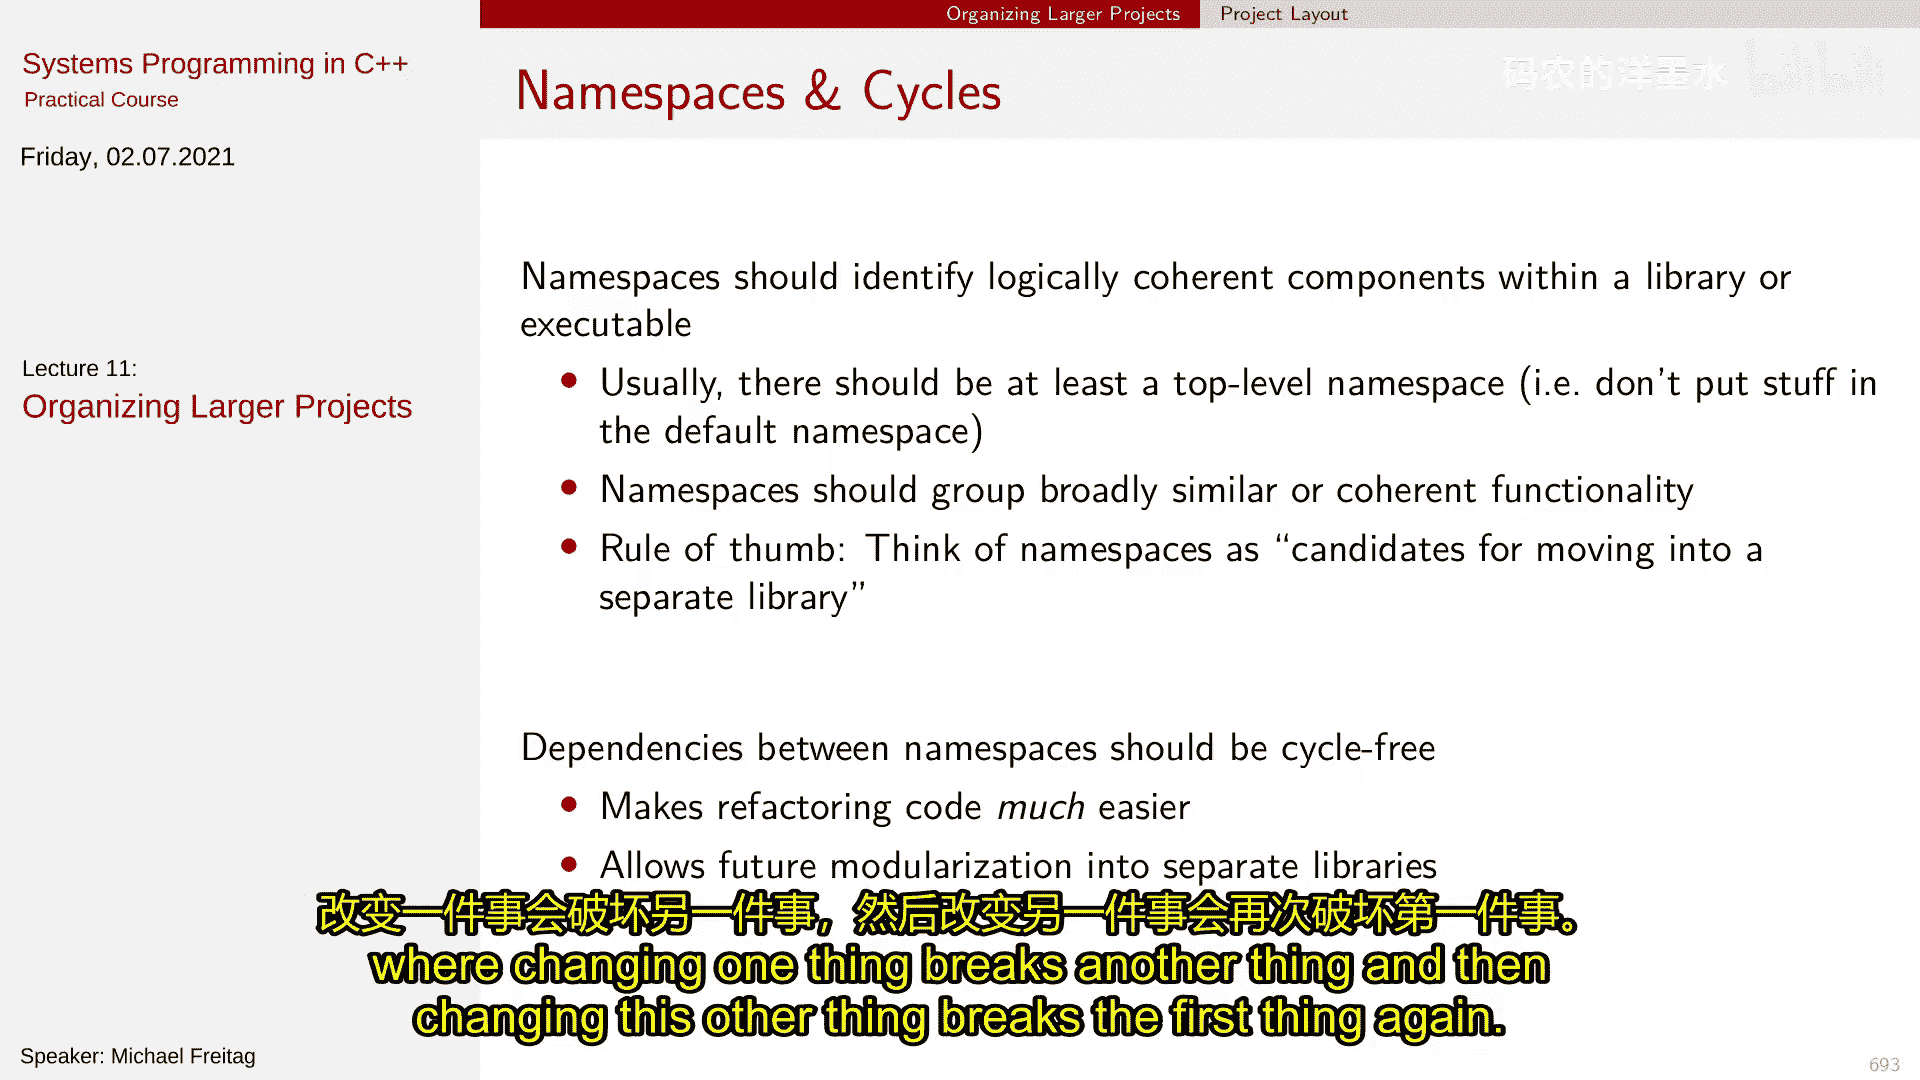 Organizing Larger Projects
Project Layout
Systems Programming in C++
Practical Course
Friday, 02.07.2021
Lecture 11:
Organizing Larger Projects
Speaker: Michael Freitag
Namespaces & Cycles
码农的洋墨水 bilibili
Namespaces should identify logically coherent components within a library or
executable
• Usually, there should be at least a top-level namespace (i.e. don't put stuff in
the default namespace)
• Namespaces should group broadly similar or coherent functionality
• Rule of thumb: Think of namespaces as “candidates for moving into a
separate library”
Dependencies between namespaces should be cycle-free
• Makes refactoring code much easier
• Allows future modularization into separate libraries
改变一件事会破坏另一件事，然后改变另一件事会再次破坏第一件事。
where changing one thing breaks another thing and then
changing this other thing breaks the first thing again.
693